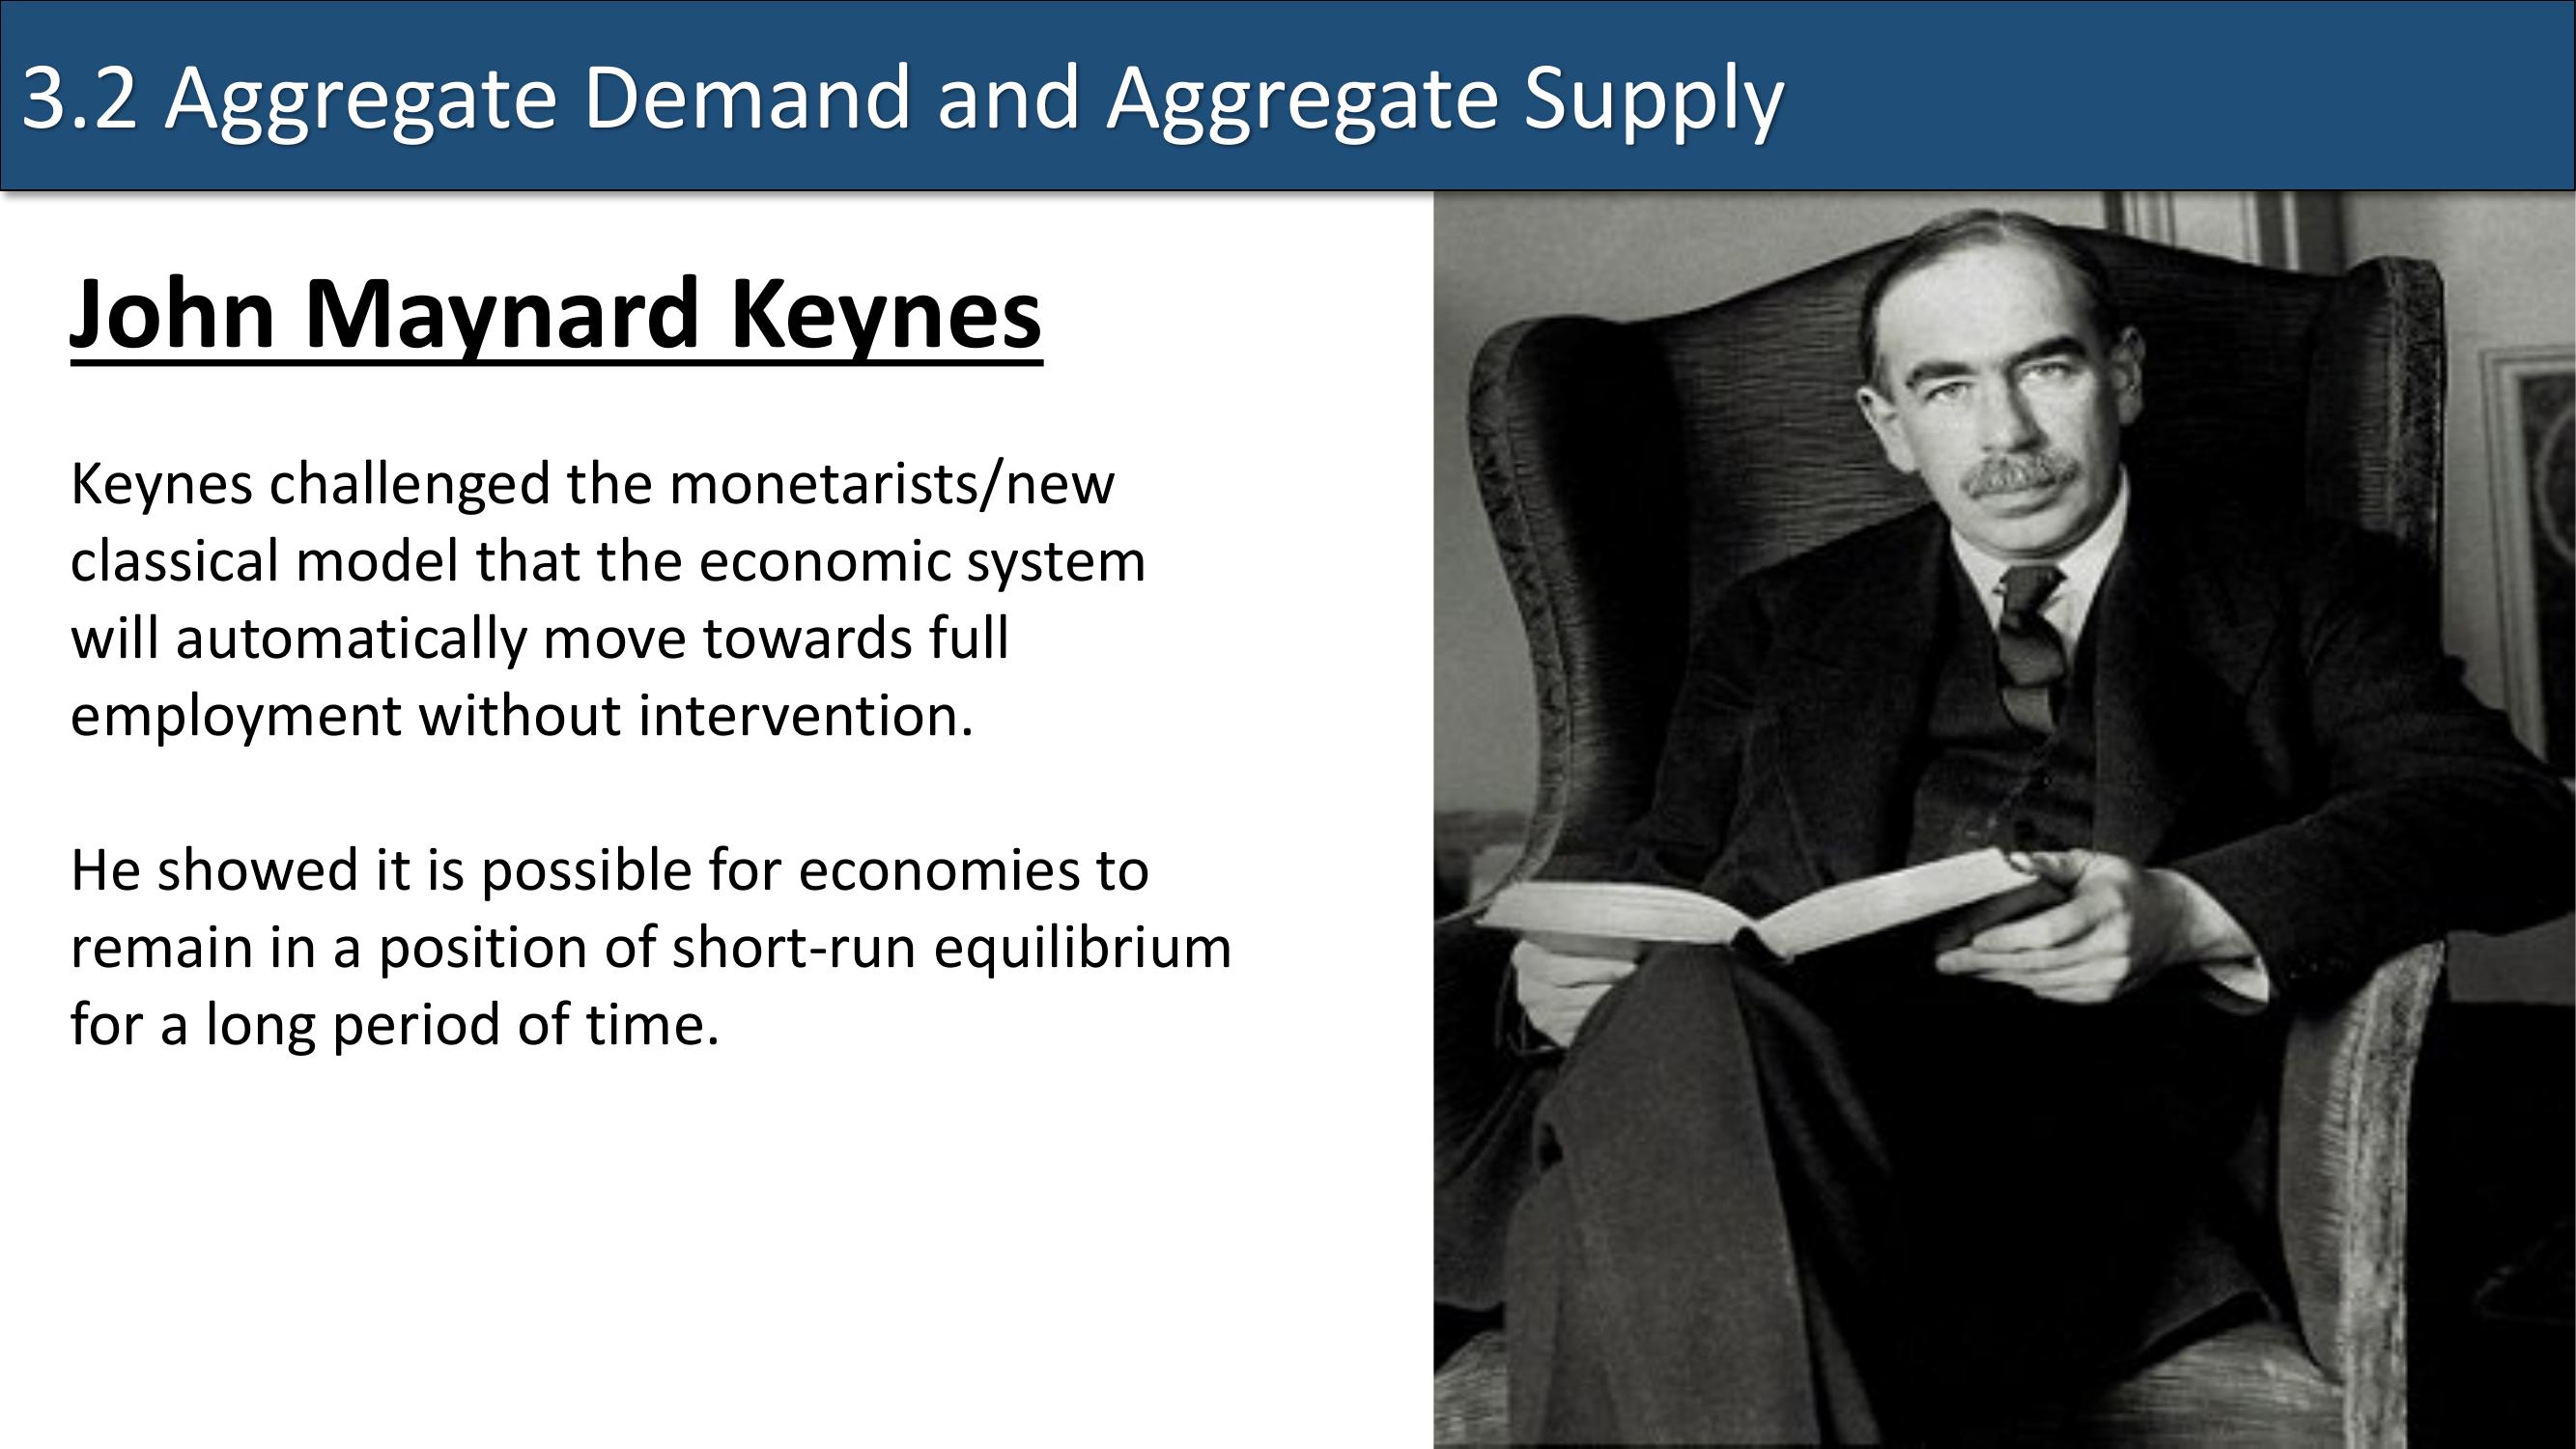 3.2 Aggregate Demand and Aggregate Supply
John Maynard Keynes
Keynes challenged the monetarists/new
classical model that the economic system
will automatically move towards full
employment without intervention.
He showed it is possible for economies to
remain in a position of short-run equilibrium
for a long period of time.